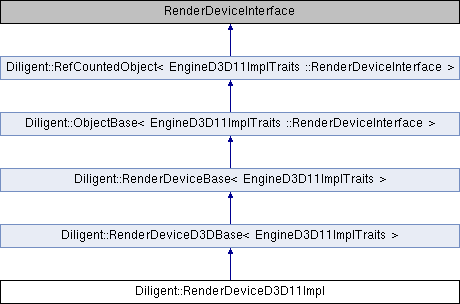 RenderDeviceInterface
Diligent::RefCountedObject< EngineD3D11ImplTraits ::RenderDeviceInterface >
Diligent::ObjectBase< EngineD3D11ImplTraits ::RenderDeviceInterface >
Diligent::RenderDeviceBase< EngineD3D11ImplTraits >
Diligent::RenderDeviceD3DBase< EngineD3D11ImplTraits >
Diligent::RenderDeviceD3D11Impl